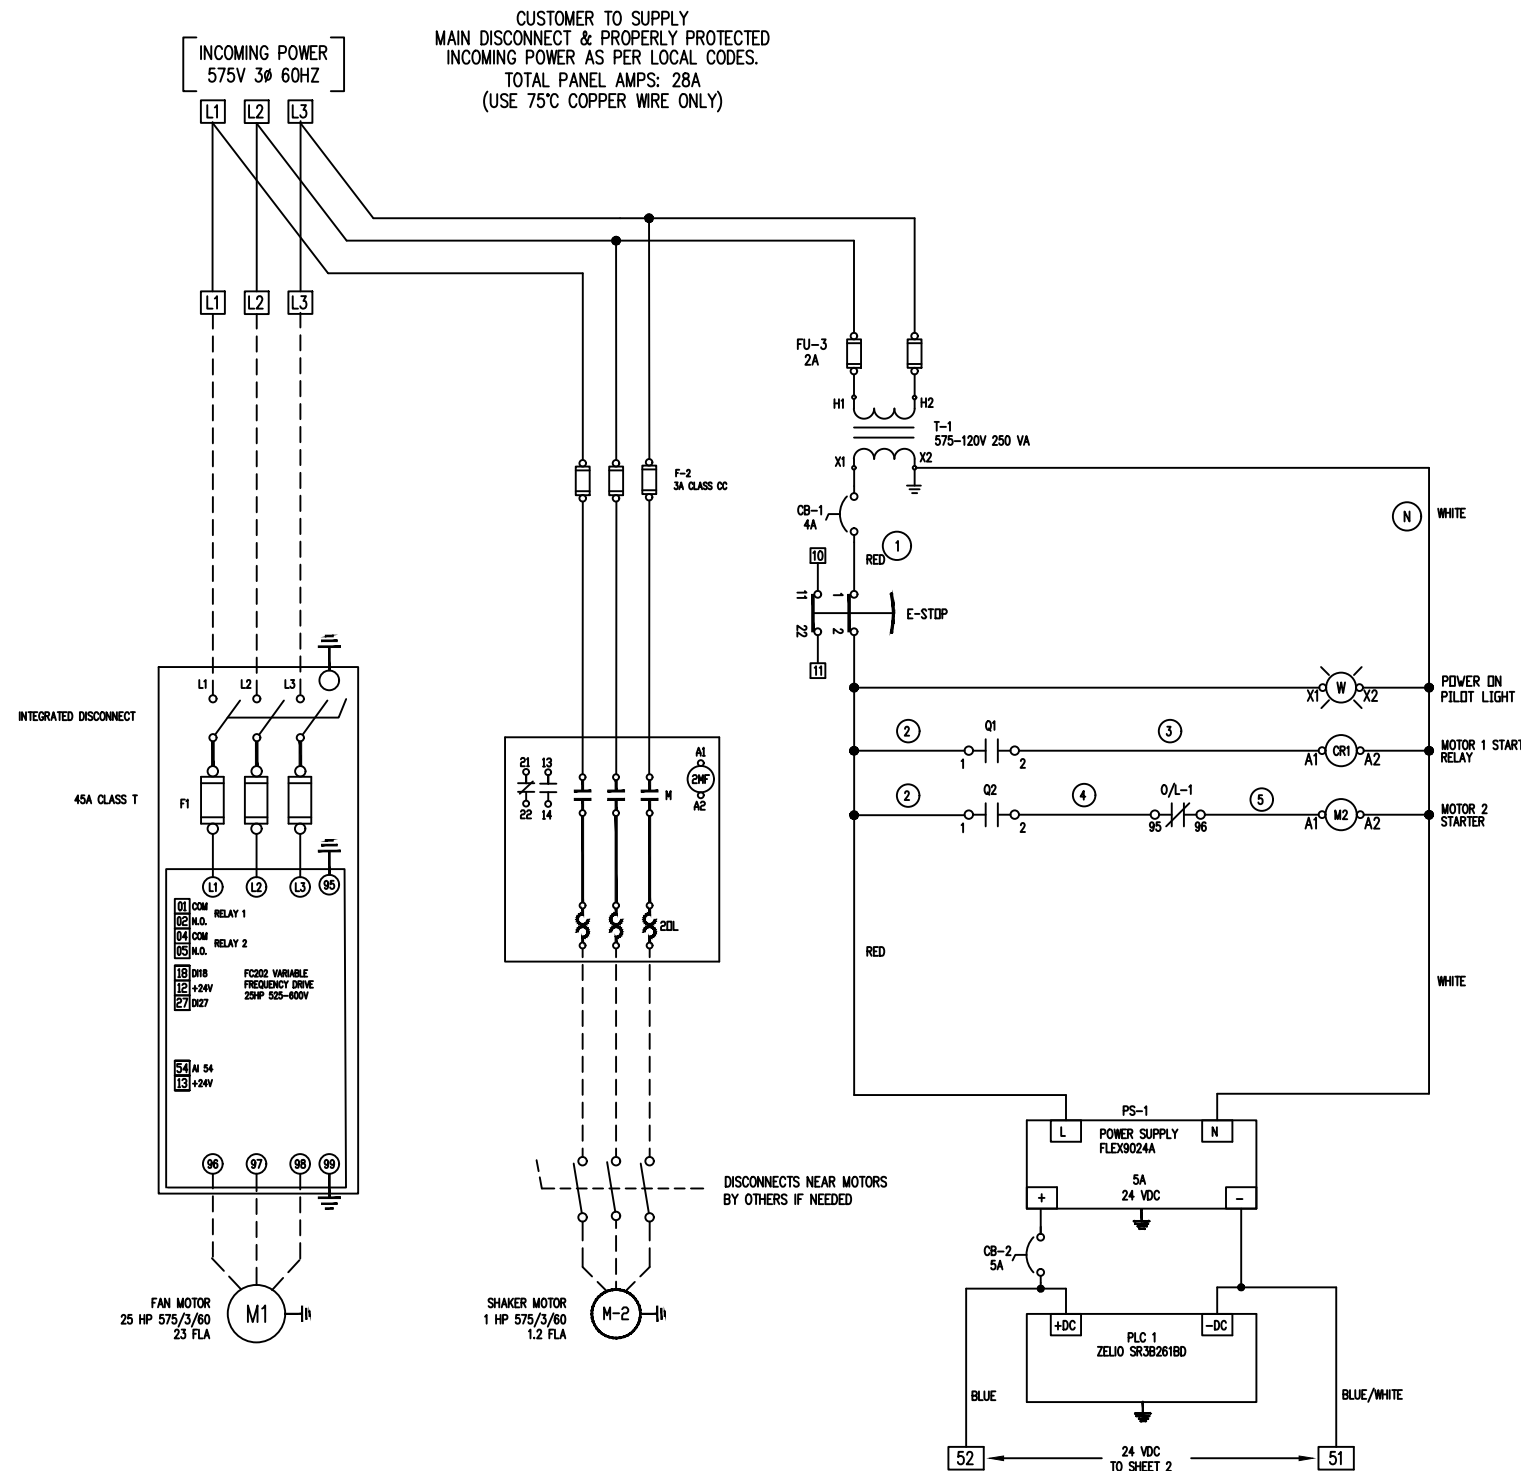 CUSTOMER TO SUPPLY
MAIN DISCONNECT & PROPERLY PROTECTED
INCOMING POWER AS PER LOCAL CODES.
TOTAL PANEL AMPS: 28A
(USE 75°C COPPER WIRE ONLY)
INCOMING POWER
575V 3ø 60HZ
L1 L2 L3
L1 L2 L3
FU-3
2A
H1 H2
T-1
575-120V 250 VA
X1 X2
F-2
3A CLASS CC
CB-1
4A
N WHITE
1
RED
10
11 1
E-STOP
22 2
11
L1 L2 L3
INTEGRATED DISCONNECT
45A CLASS T
F1
W
X1 X2
POWER ON
PILOT LIGHT
2 Q1 3
1 2
CR1
A1 A2
MOTOR 1 START
RELAY
2 Q2 4 O/L-1 5
1 2 95 96
M2
A1 A2
MOTOR 2
STARTER
21 13
22 14
M
A1
2MF
A2
2OL
L1 L2 L3 95
01 COM
02 N.O.
RELAY 1
04 COM
05 N.O.
RELAY 2
18 DI18
12 +24V
27 DI27
FC202 VARIABLE
FREQUENCY DRIVE
25HP 525-600V
54 AI 54
13 +24V
96 97 98 99
RED
WHITE
PS-1
L N
POWER SUPPLY
FLEX9024A
5A
24 VDC
+ -
DISCONNECTS NEAR MOTORS
BY OTHERS IF NEEDED
CB-2
5A
FAN MOTOR
25 HP 575/3/60
23 FLA
M1
SHAKER MOTOR
1 HP 575/3/60
1.2 FLA
M-2
+DC -DC
PLC 1
ZELIO SR3B261BD
BLUE
BLUE/WHITE
52 51
24 VDC
TO SHEET 2